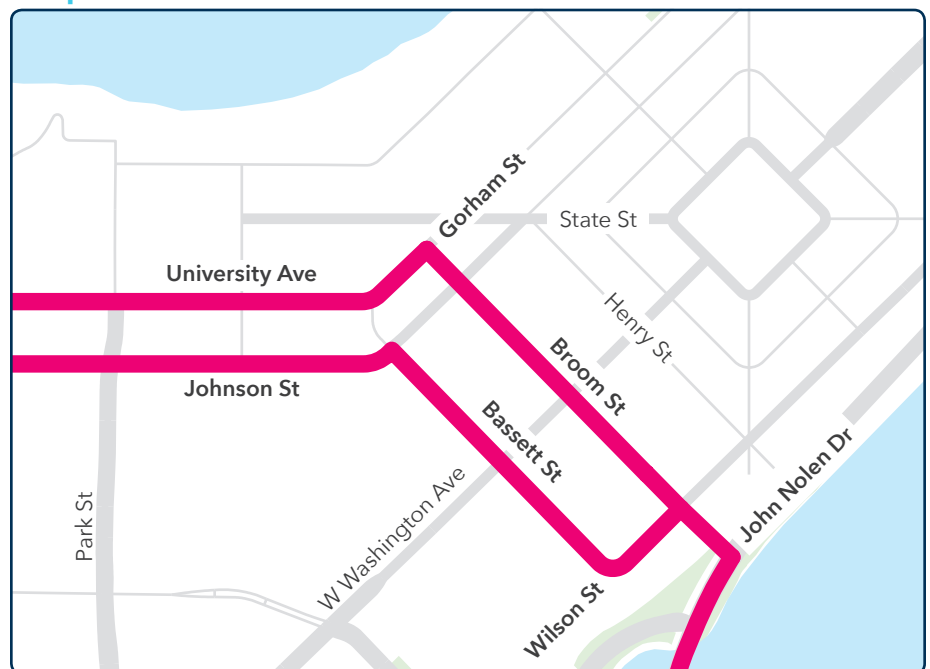 Gorham St
State St
University Ave
Henry St
Broom St
Johnson St
Bassett St
John Nolen Dr
W Washington Ave
Park St
Wilson St